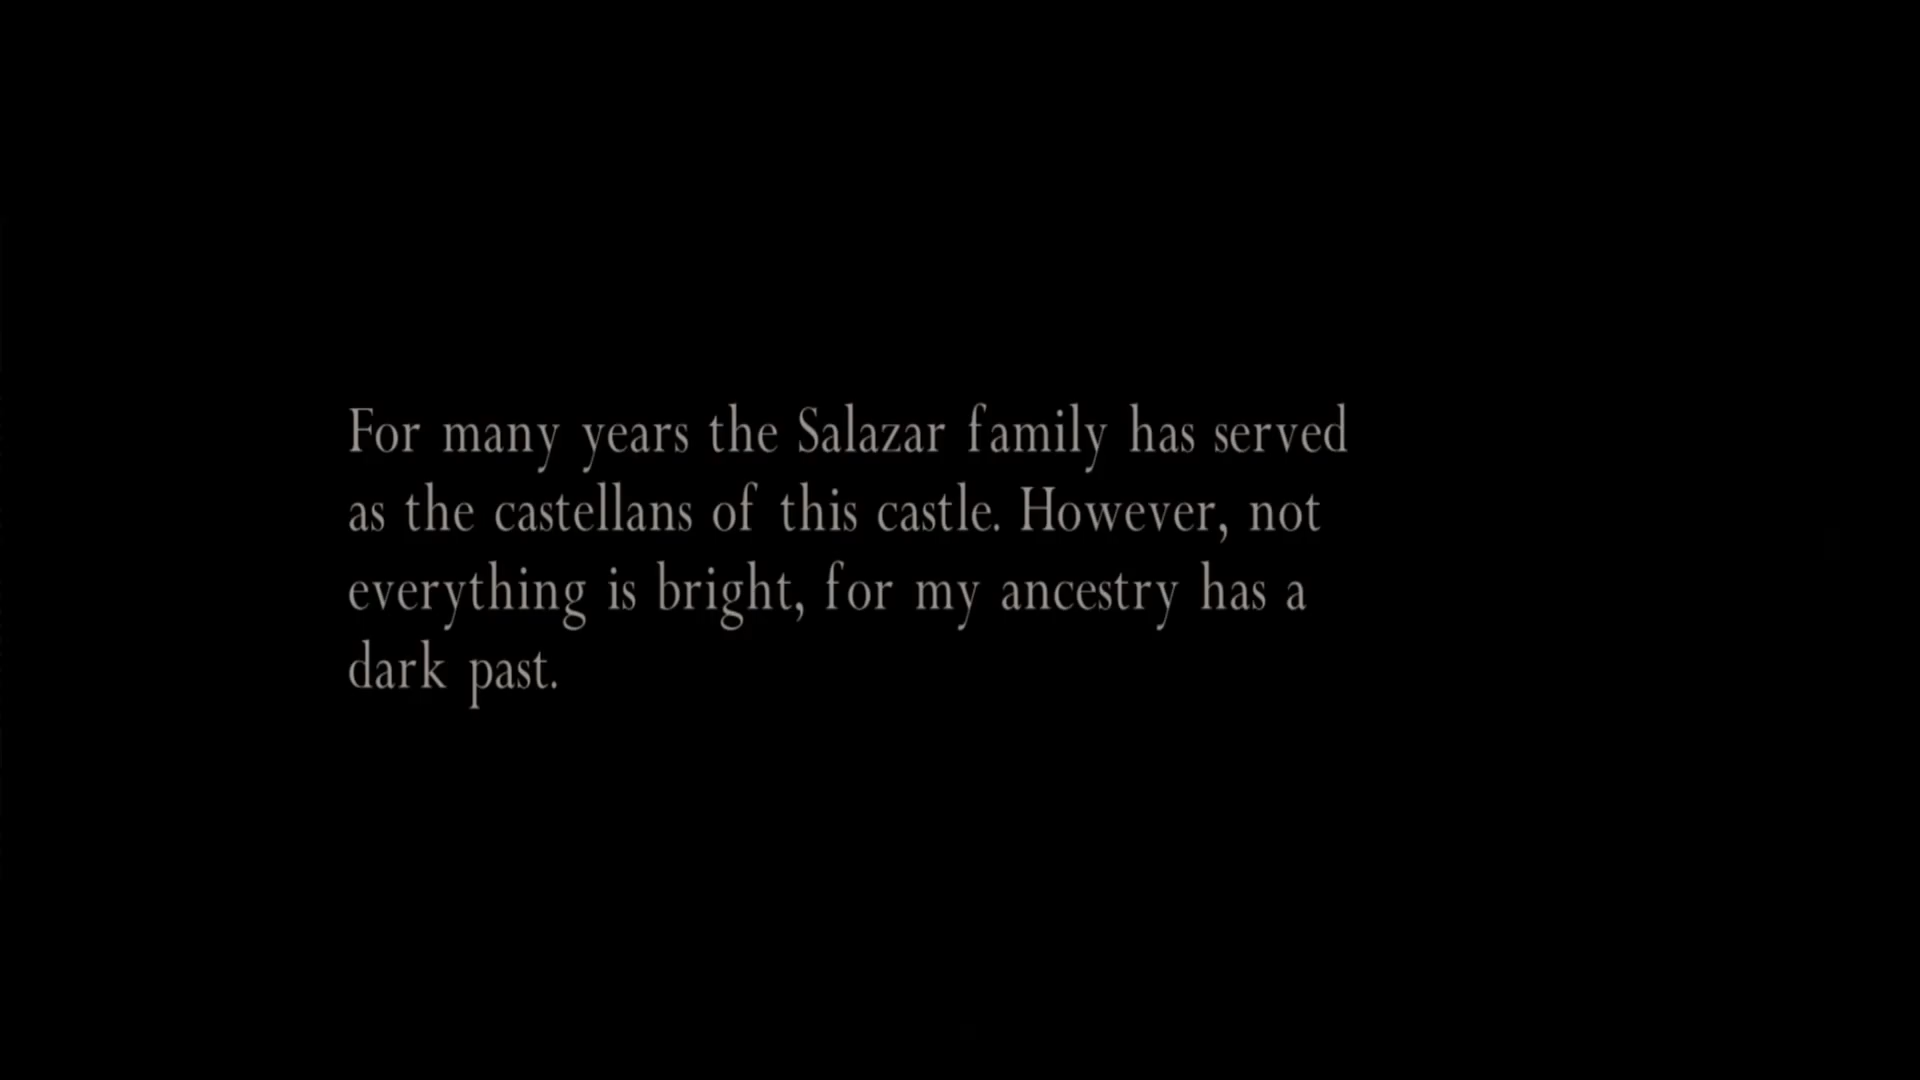 For many years the Salazar family has served
as the castellans of this castle. However, not
everything is bright, for my ancestry has a
dark past.